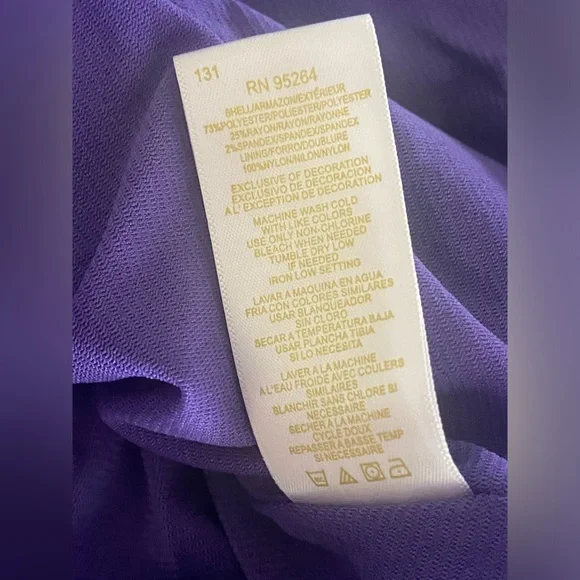 131
RN 95264
SHELL/ARMAZON/EXTÉRIEUR
73%POLYESTER/POLIESTER/POLYESTER
25%RAYON/RAYON/RAYONNE
2%SPANDEX/SPANDEX/SPANDEX
LINING/FORRO/DOUBLURE
100%NYLON/NILON/NYLON
EXCLUSIVE OF DECORATION
EXCLUSIVO DE DECORACIÓN
A L' EXCEPTION DE DECORATION
MACHINE WASH COLD
WITH LIKE COLORS
USE ONLY NON-CHLORINE
BLEACH WHEN NEEDED
TUMBLE DRY LOW
IF NEEDED
IRON LOW SETTING
LAVAR A MAQUINA EN AGUA
FRIA CON COLORES SIMILARES
USAR BLANQUEADOR
SIN CLORO
SECAR A TEMPERATURA BAJA
USAR PLANCHA TIBIA
SI LO NECESITA
LAVER A LA MACHINE
A L'EAU FROIDE AVEC COULERS
SIMILAIRES
BLANCHIR SANS CHLORE SI
NECESSAIRE
SECHER A LA MACHINE
CYCLE DOUX
REPASSER A BASSE TEMP
SI NECESSAIRE